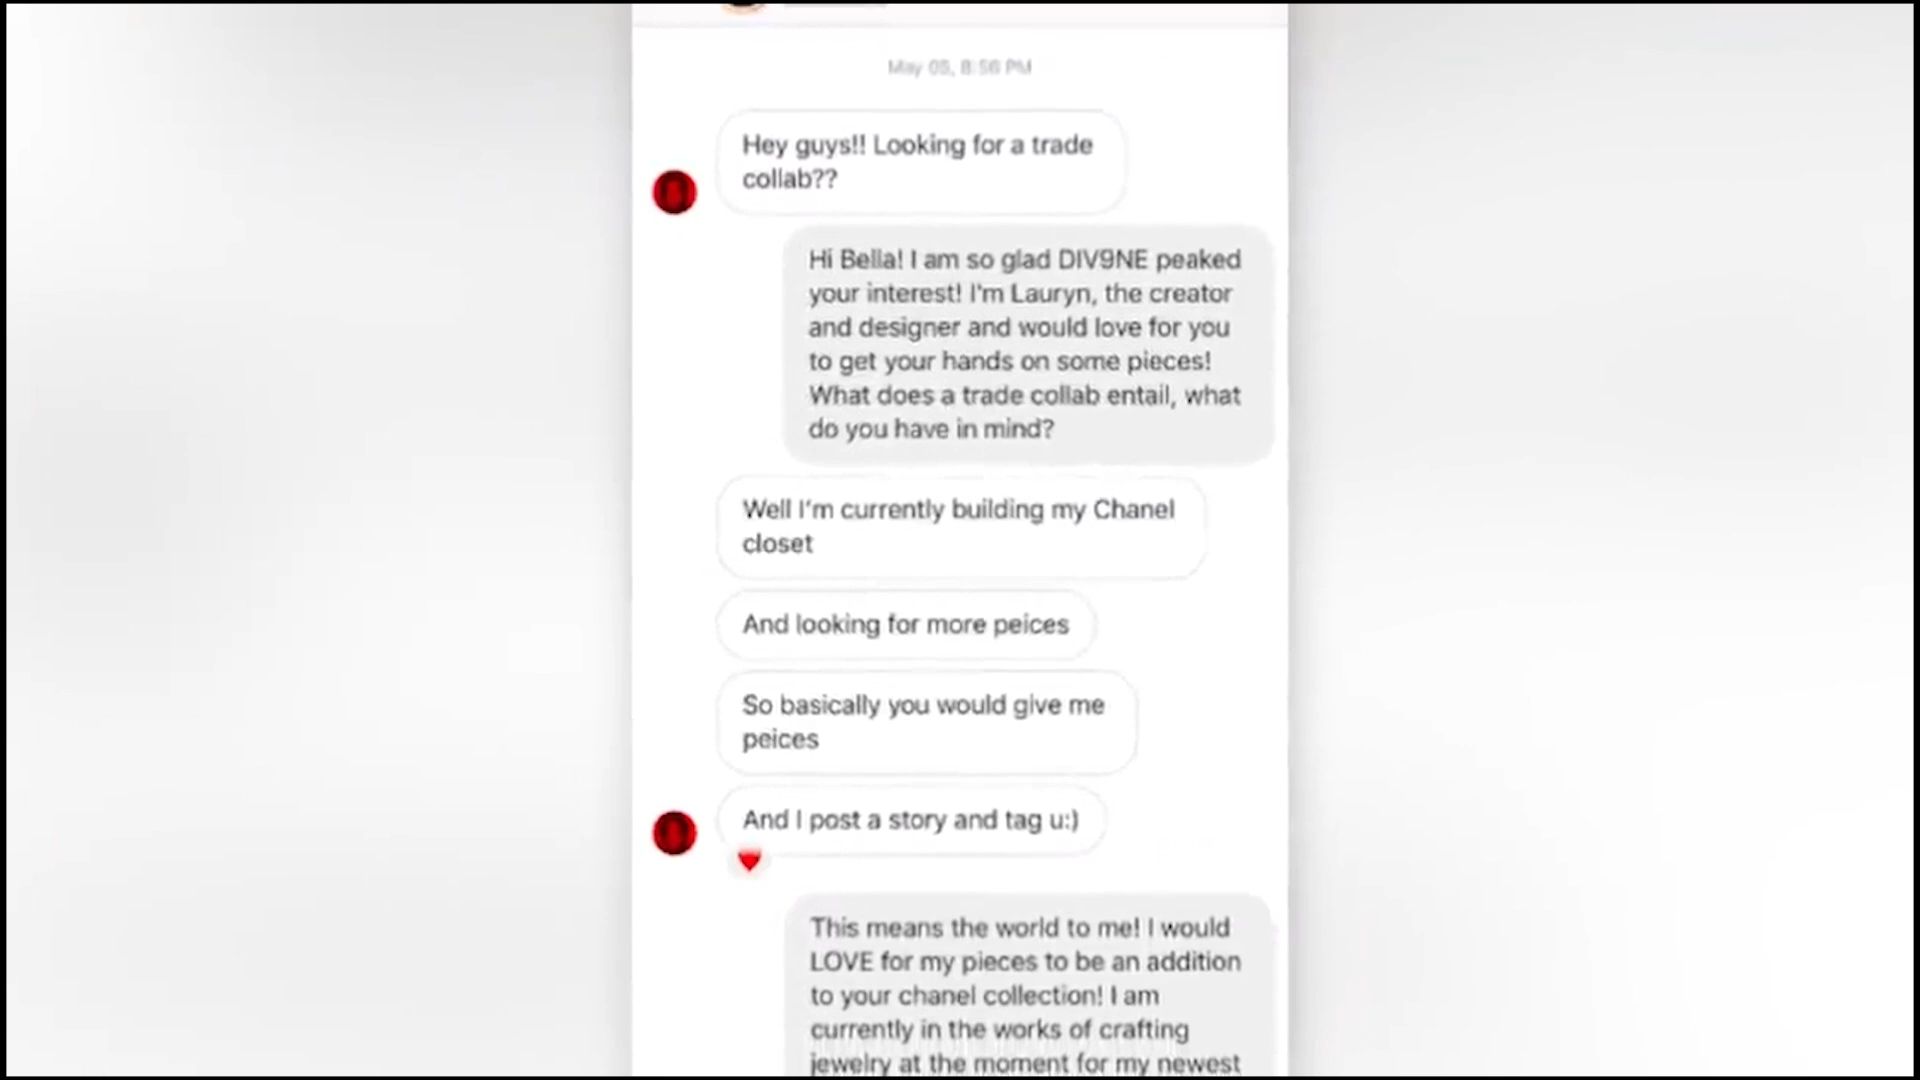 May 05, 8:56 PM
Hey guys!! Looking for a trade
collab??
Hi Bella! I am so glad DIV9NE peaked
your interest! I'm Lauryn, the creator
and designer and would love for you
to get your hands on some pieces!
What does a trade collab entail, what
do you have in mind?
Well I'm currently building my Chanel
closet
And looking for more peices
So basically you would give me
peices
And I post a story and tag u:)
This means the world to me! I would
LOVE for my pieces to be an addition
to your chanel collection! I am
currently in the works of crafting
jewelry at the moment for my newest